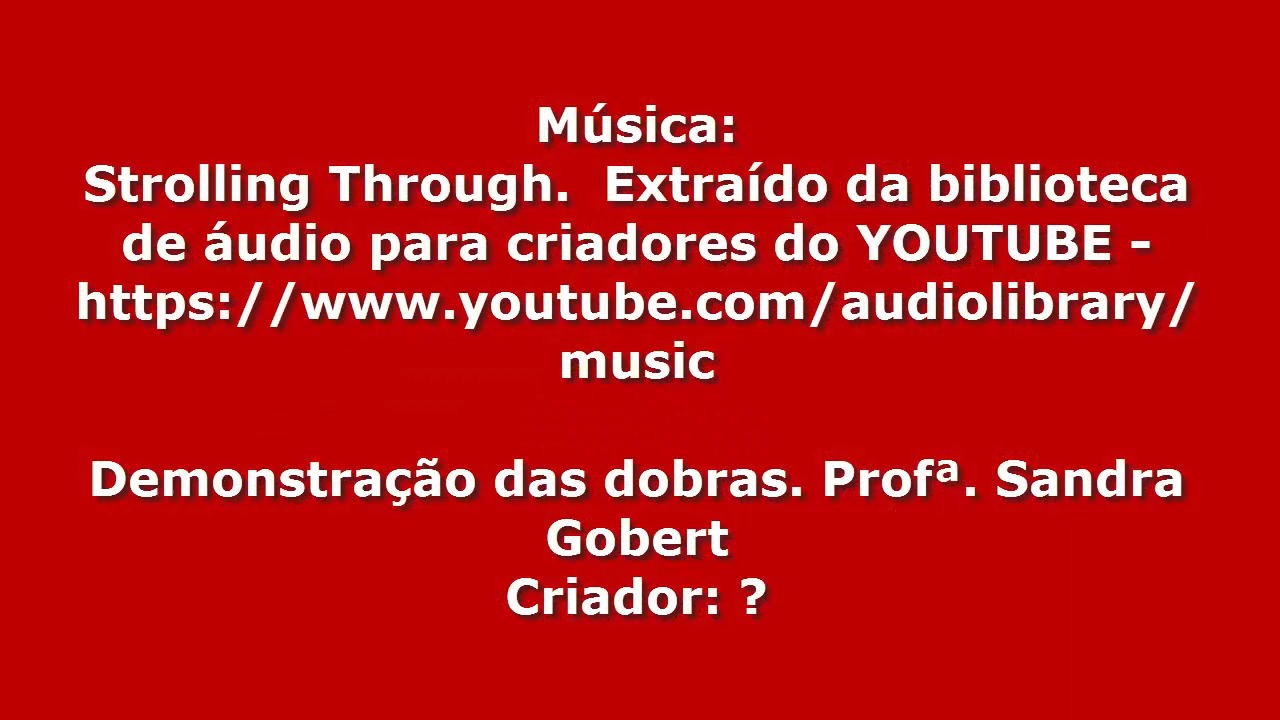 Música:
Strolling Through.  Extraído da biblioteca
de áudio para criadores do YOUTUBE -
https://www.youtube.com/audiolibrary/
music
Demonstração das dobras. Profª. Sandra
Gobert
Criador: ?